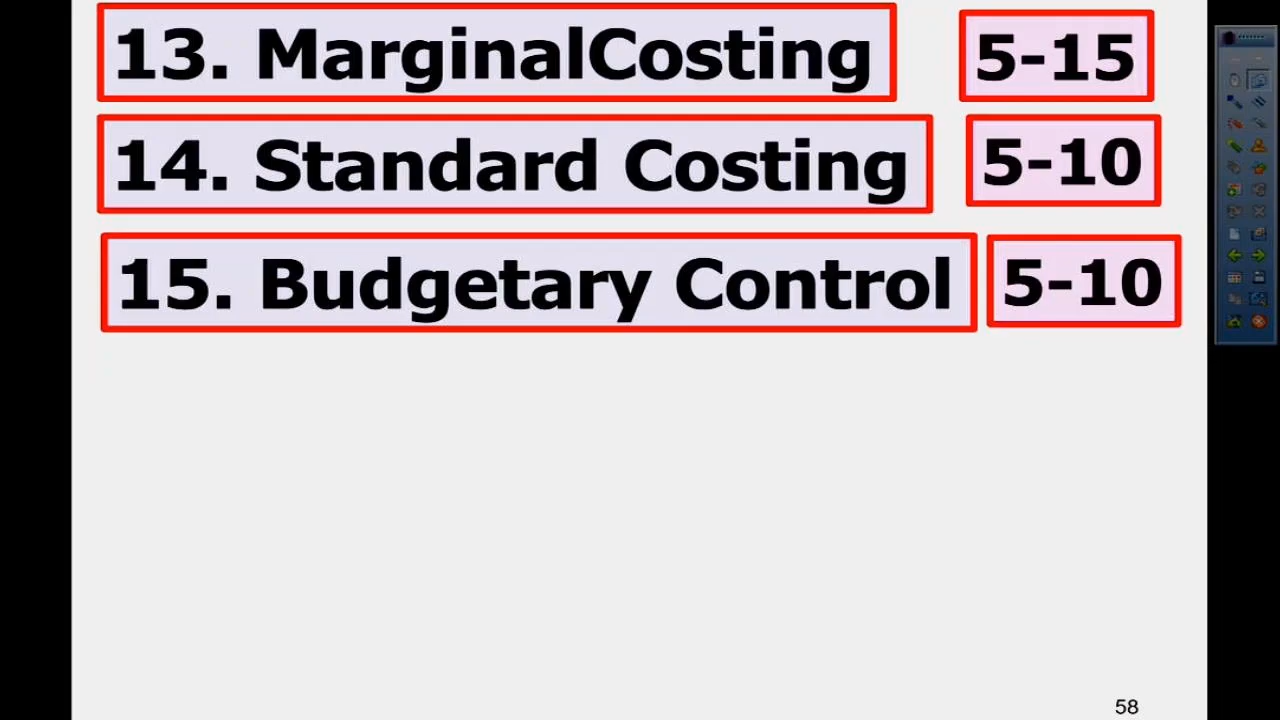 13. MarginalCosting 5-15
14. Standard Costing 5-10
15. Budgetary Control 5-10
58